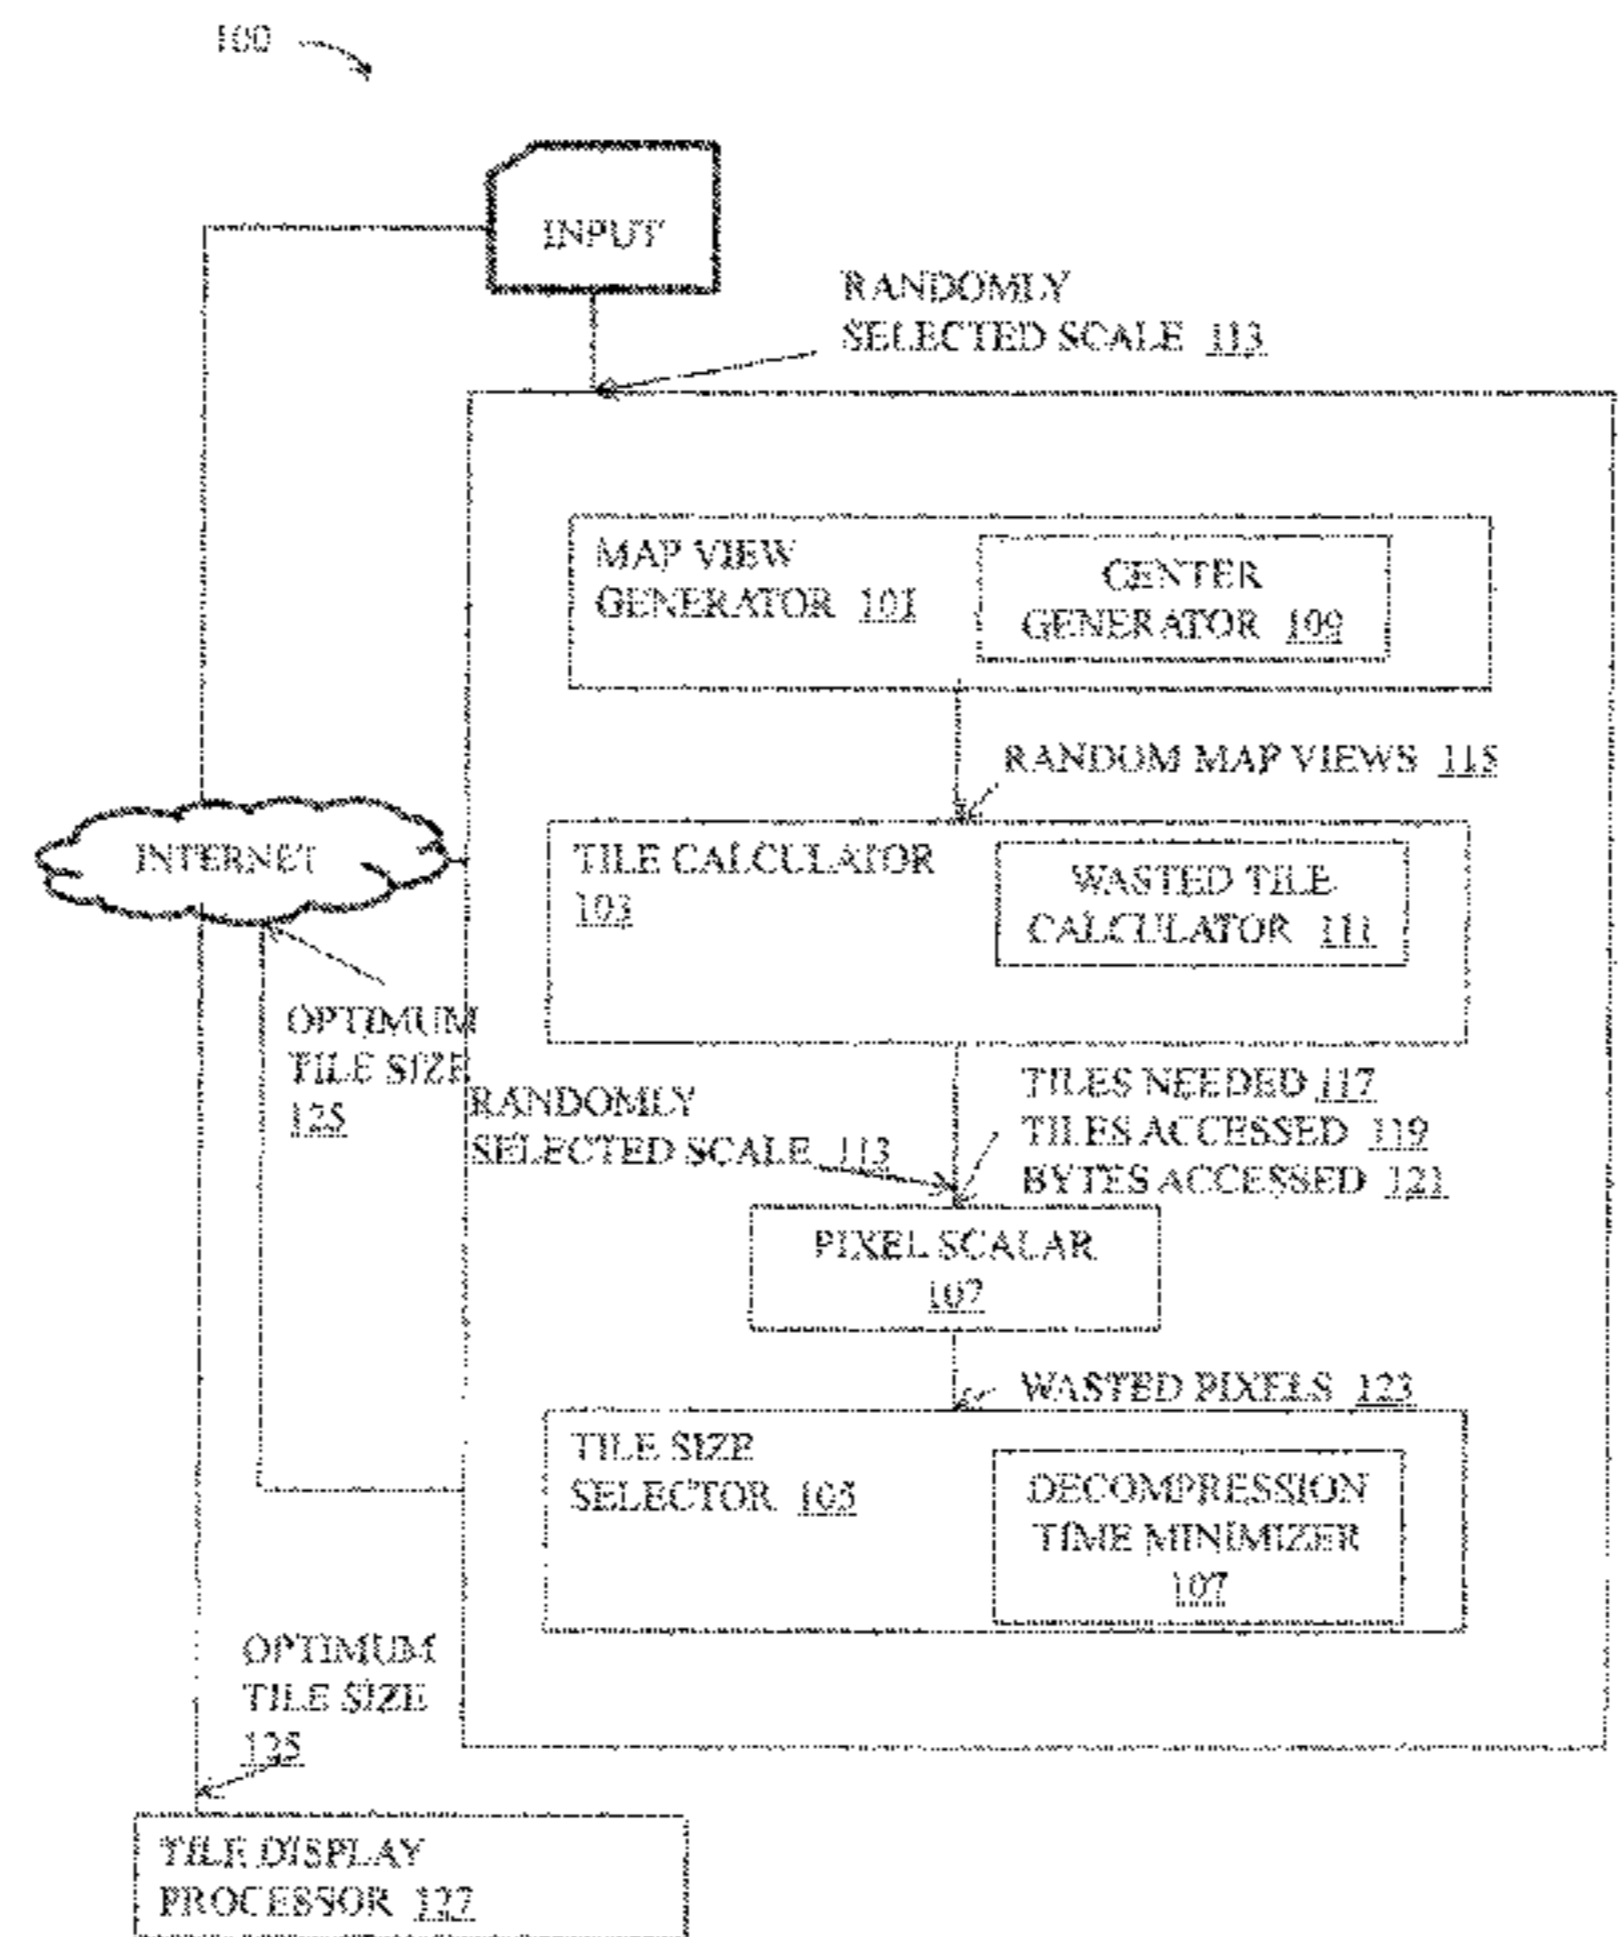 100
INPUT
RANDOMLY
SELECTED SCALE 113
MAP VIEW
GENERATOR 101
CENTER
GENERATOR 109
RANDOM MAP VIEWS 115
INTERNET
TILE CALCULATOR
103
WASTED TILE
CALCULATOR 111
OPTIMUM
TILE SIZE
125
RANDOMLY
SELECTED SCALE 113
TILES NEEDED 117
TILES ACCESSED 119
BYTES ACCESSED 121
PIXEL SCALAR
107
WASTED PIXELS 123
TILE SIZE
SELECTOR 105
DECOMPRESSION
TIME MINIMIZER
107
OPTIMUM
TILE SIZE
125
TILE DISPLAY
PROCESSOR 127